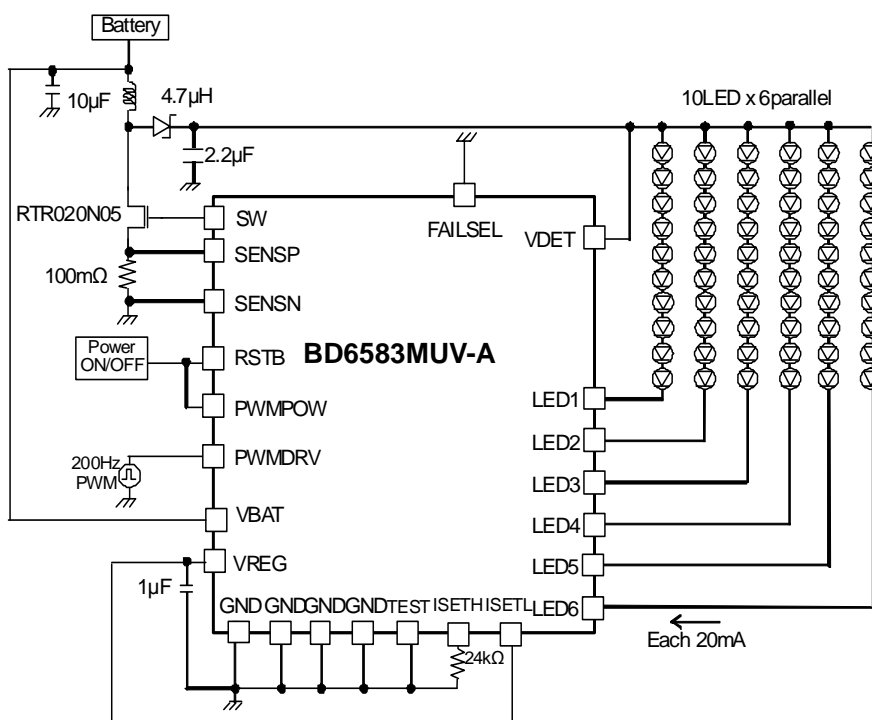 Battery
10µF
4.7µH
10LED x 6parallel
2.2µF
RTR020N05
SW
FAILSEL
VDET
SENSP
100mΩ
SENSN
Power
ON/OFF
RSTB
BD6583MUV-A
PWMPOW
LED1
LED2
200Hz
PWM
PWMDRV
LED3
VBAT
LED4
VREG
LED5
1µF
GND GND GND GND TEST ISETH ISETL
LED6
24kΩ
Each 20mA